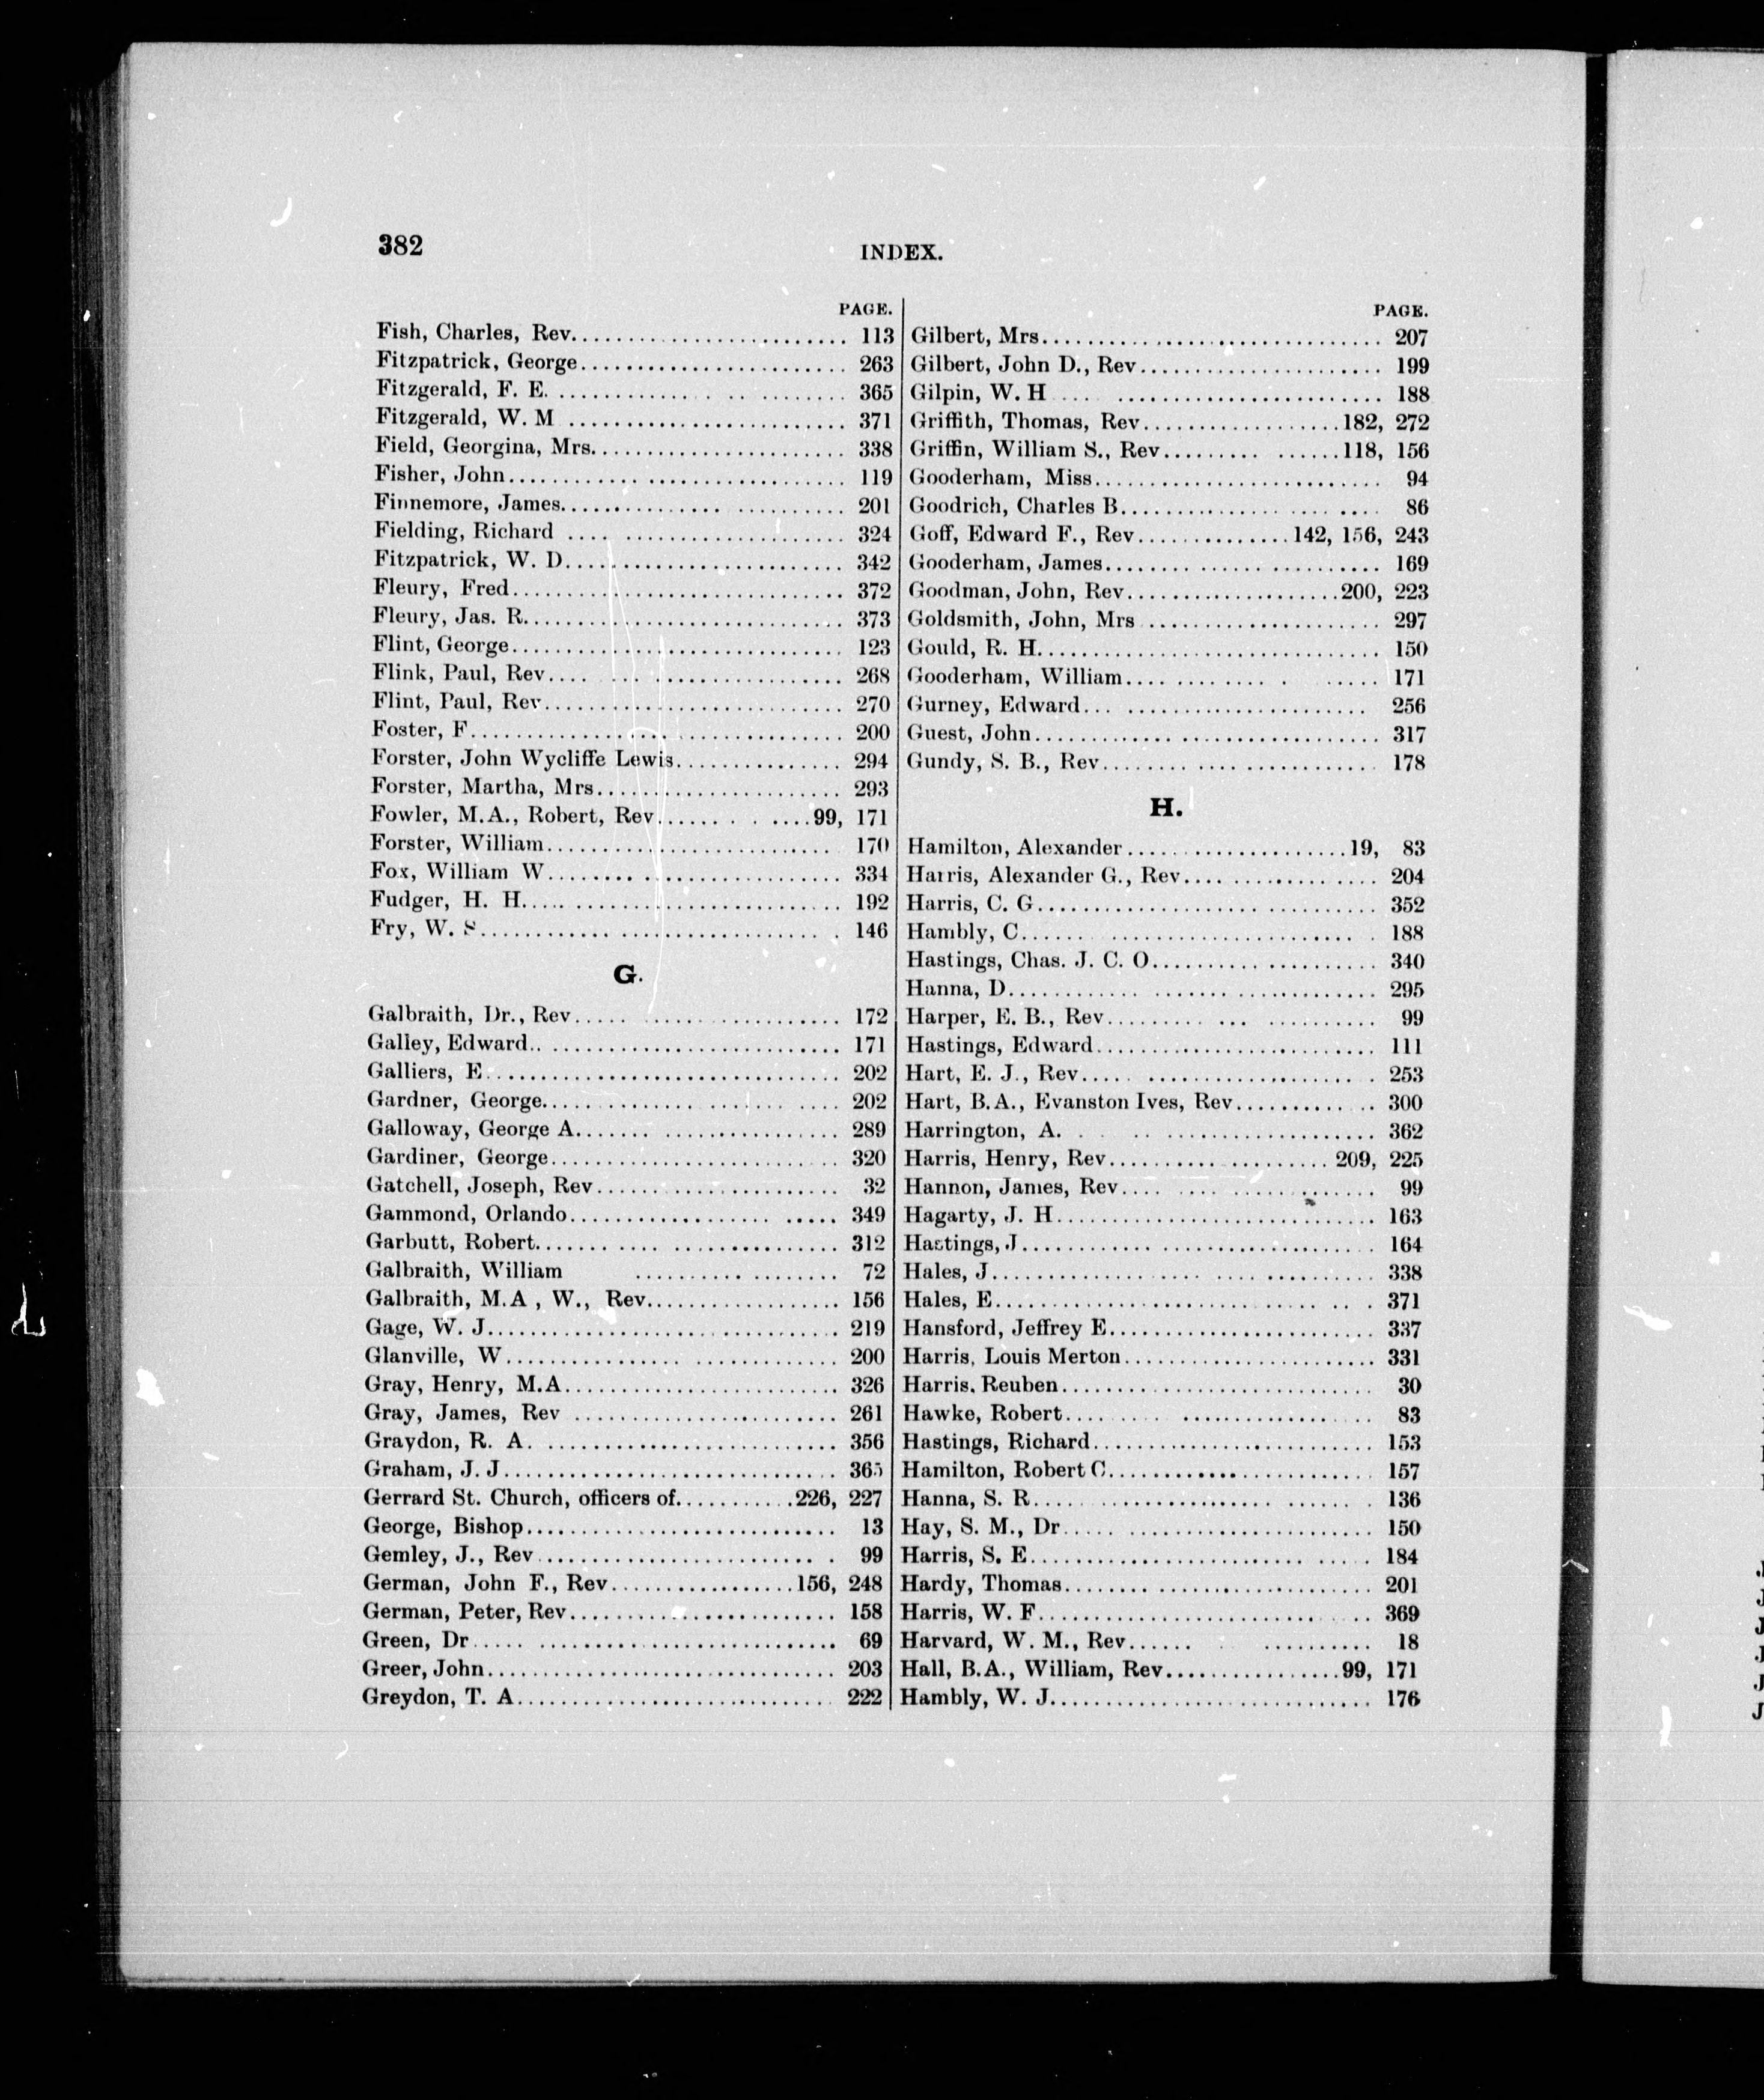 382
INDEX.
PAGE.
Fish, Charles, Rev. 113
Fitzpatrick, George 263
Fitzgerald, F. E. 365
Fitzgerald, W. M 371
Field, Georgina, Mrs. 338
Fisher, John 119
Finnemore, James 201
Fielding, Richard 324
Fitzpatrick, W. D 342
Fleury, Fred 372
Fleury, Jas. R. 373
Flint, George 123
Flink, Paul, Rev 268
Flint, Paul, Rev 270
Foster, F 200
Forster, John Wycliffe Lewis 294
Forster, Martha, Mrs 293
Fowler, M.A., Robert, Rev 99, 171
Forster, William 170
Fox, William W 334
Fudger, H. H. 192
Fry, W. S 146
G.
Galbraith, Dr., Rev 172
Galley, Edward 171
Galliers, E 202
Gardner, George 202
Galloway, George A 289
Gardiner, George 320
Gatchell, Joseph, Rev 32
Gammond, Orlando 349
Garbutt, Robert 312
Galbraith, William 72
Galbraith, M.A , W., Rev 156
Gage, W. J 219
Glanville, W 200
Gray, Henry, M.A 326
Gray, James, Rev 261
Graydon, R. A. 356
Graham, J. J 365
Gerrard St. Church, officers of 226, 227
George, Bishop 13
Gemley, J., Rev 99
German, John F., Rev 156, 248
German, Peter, Rev 158
Green, Dr 69
Greer, John 203
Greydon, T. A 222
PAGE.
Gilbert, Mrs 207
Gilbert, John D., Rev 199
Gilpin, W. H 188
Griffith, Thomas, Rev 182, 272
Griffin, William S., Rev 118, 156
Gooderham, Miss 94
Goodrich, Charles B 86
Goff, Edward F., Rev 142, 156, 243
Gooderham, James 169
Goodman, John, Rev 200, 223
Goldsmith, John, Mrs 297
Gould, R. H 150
Gooderham, William 171
Gurney, Edward 256
Guest, John 317
Gundy, S. B., Rev 178
H.
Hamilton, Alexander 19, 83
Harris, Alexander G., Rev 204
Harris, C. G 352
Hambly, C 188
Hastings, Chas. J. C. O 340
Hanna, D 295
Harper, E. B., Rev 99
Hastings, Edward 111
Hart, E. J., Rev 253
Hart, B.A., Evanston Ives, Rev 300
Harrington, A. 362
Harris, Henry, Rev 209, 225
Hannon, James, Rev 99
Hagarty, J. H 163
Hastings, J 164
Hales, J 338
Hales, E 371
Hansford, Jeffrey E 337
Harris, Louis Merton 331
Harris, Reuben 30
Hawke, Robert 83
Hastings, Richard 153
Hamilton, Robert C 157
Hanna, S. R 136
Hay, S. M., Dr 150
Harris, S. E 184
Hardy, Thomas 201
Harris, W. F 369
Harvard, W. M., Rev 18
Hall, B.A., William, Rev 99, 171
Hambly, W. J 176